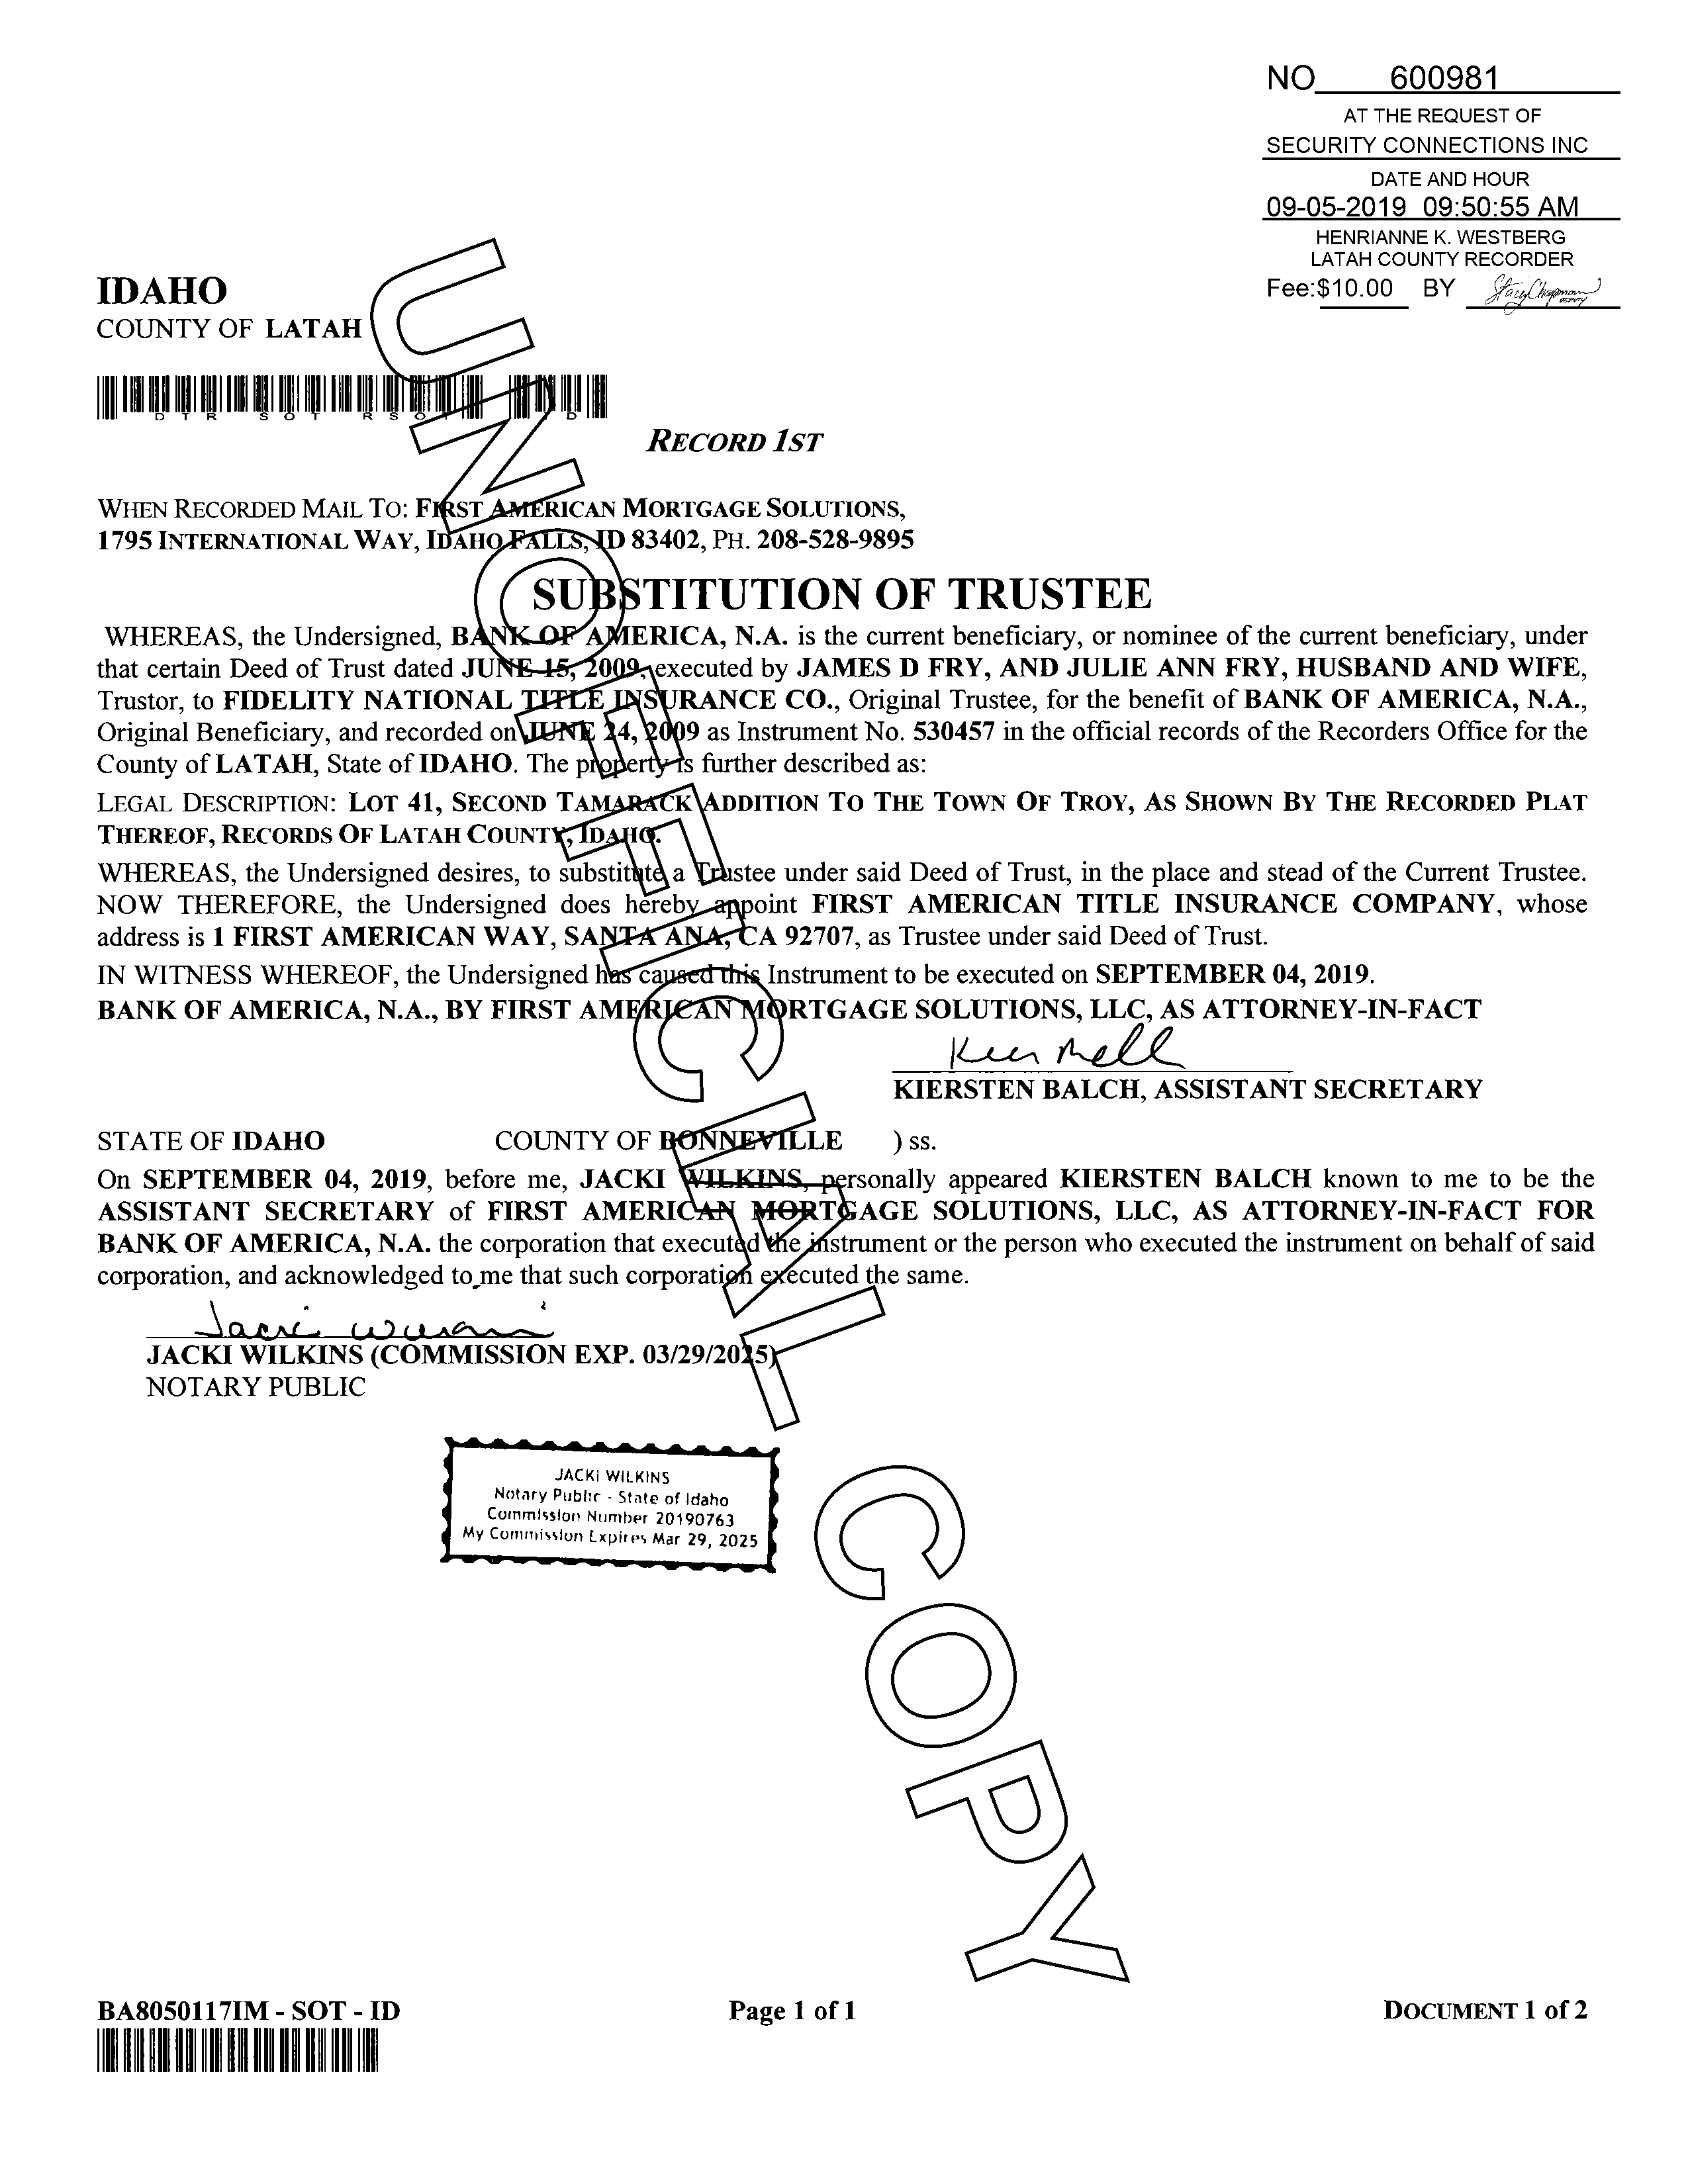 NO 600981
AT THE REQUEST OF
SECURITY CONNECTIONS INC
DATE AND HOUR
09-05-2019 09:50:55 AM
HENRIANNE K. WESTBERG
LATAH COUNTY RECORDER
Fee:$10.00 BY Stacy Chapman
IDAHO
COUNTY OF LATAH
D T R S O T R S O D
RECORD 1ST
WHEN RECORDED MAIL TO: FIRST AMERICAN MORTGAGE SOLUTIONS,
1795 INTERNATIONAL WAY, IDAHO FALLS, ID 83402, PH. 208-528-9895
SUBSTITUTION OF TRUSTEE
WHEREAS, the Undersigned, BANK OF AMERICA, N.A. is the current beneficiary, or nominee of the current beneficiary, under
that certain Deed of Trust dated JUNE 15, 2009, executed by JAMES D FRY, AND JULIE ANN FRY, HUSBAND AND WIFE,
Trustor, to FIDELITY NATIONAL TITLE INSURANCE CO., Original Trustee, for the benefit of BANK OF AMERICA, N.A.,
Original Beneficiary, and recorded on JUNE 24, 2009 as Instrument No. 530457 in the official records of the Recorders Office for the
County of LATAH, State of IDAHO. The property is further described as:
LEGAL DESCRIPTION: LOT 41, SECOND TAMARACK ADDITION TO THE TOWN OF TROY, AS SHOWN BY THE RECORDED PLAT
THEREOF, RECORDS OF LATAH COUNTY, IDAHO.
WHEREAS, the Undersigned desires, to substitute a Trustee under said Deed of Trust, in the place and stead of the Current Trustee.
NOW THEREFORE, the Undersigned does hereby appoint FIRST AMERICAN TITLE INSURANCE COMPANY, whose
address is 1 FIRST AMERICAN WAY, SANTA ANA, CA 92707, as Trustee under said Deed of Trust.
IN WITNESS WHEREOF, the Undersigned has caused this Instrument to be executed on SEPTEMBER 04, 2019.
BANK OF AMERICA, N.A., BY FIRST AMERICAN MORTGAGE SOLUTIONS, LLC, AS ATTORNEY-IN-FACT
KIERSTEN BALCH, ASSISTANT SECRETARY
STATE OF IDAHO COUNTY OF BONNEVILLE ) ss.
On SEPTEMBER 04, 2019, before me, JACKI WILKINS, personally appeared KIERSTEN BALCH known to me to be the
ASSISTANT SECRETARY of FIRST AMERICAN MORTGAGE SOLUTIONS, LLC, AS ATTORNEY-IN-FACT FOR
BANK OF AMERICA, N.A. the corporation that executed the instrument or the person who executed the instrument on behalf of said
corporation, and acknowledged to me that such corporation executed the same.
Jacki Wilkins
JACKI WILKINS (COMMISSION EXP. 03/29/2025)
NOTARY PUBLIC
JACKI WILKINS
Notary Public - State of Idaho
Commission Number 20190763
My Commission Expires Mar 29, 2025
UNOFFICIAL COPY
BA8050117IM - SOT - ID Page 1 of 1 DOCUMENT 1 of 2